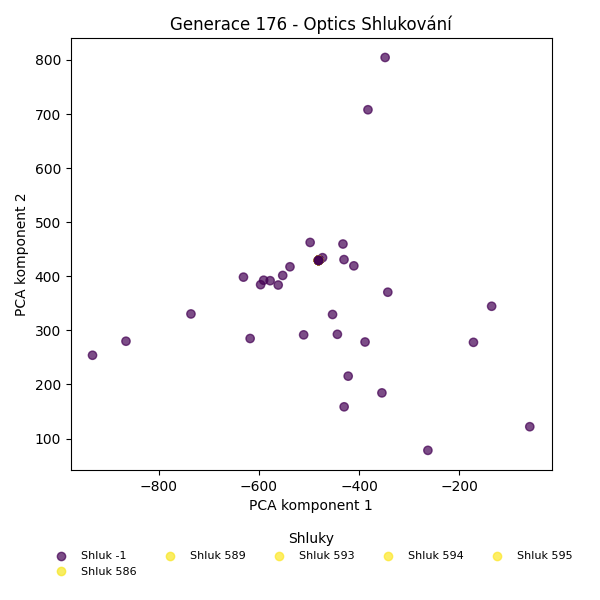 Generace 176 - Optics Shlukování
800
700
600
500
400
300
200
100
PCA komponent 2
−800 −600 −400 −200
PCA komponent 1
Shluky
Shluk -1 Shluk 589 Shluk 593 Shluk 594 Shluk 595
Shluk 586